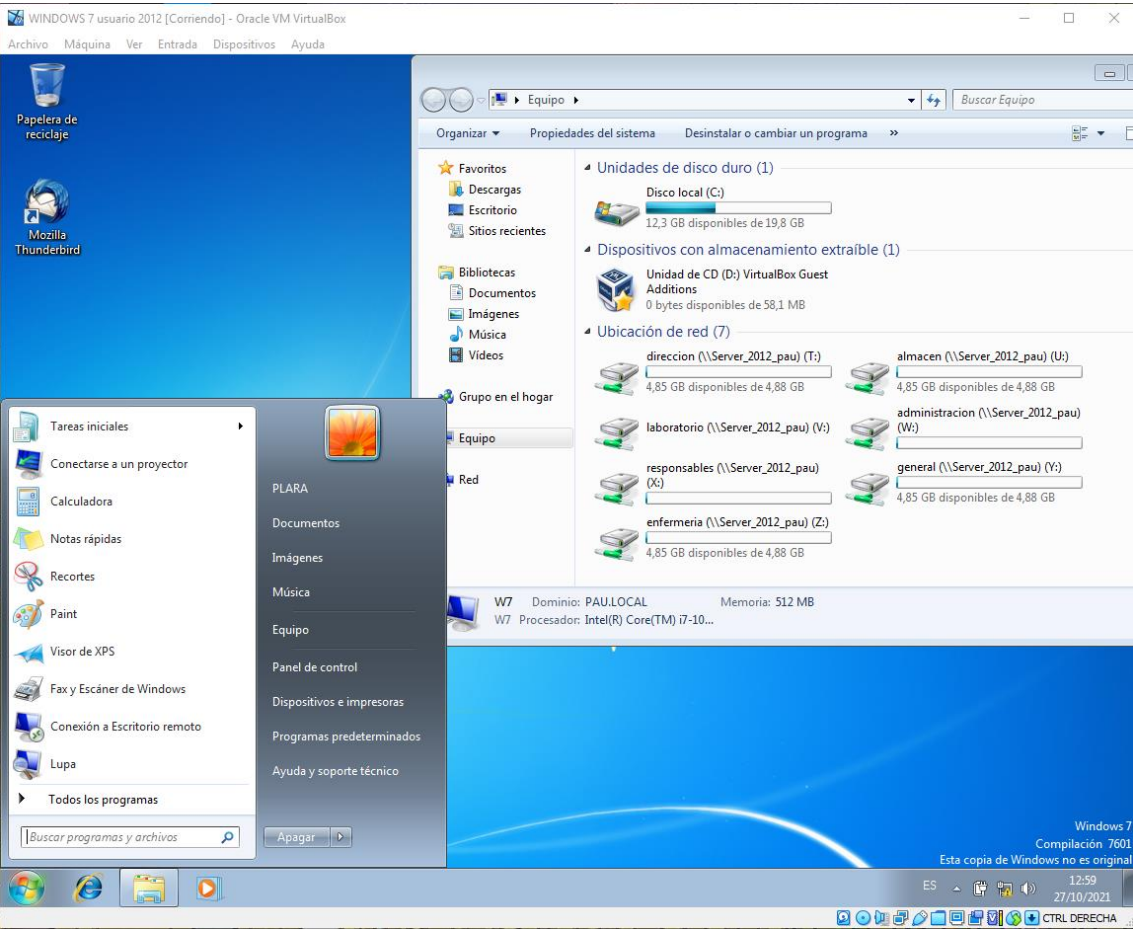 WINDOWS 7 usuario 2012 [Corriendo] - Oracle VM VirtualBox
Archivo Máquina Ver Entrada Dispositivos Ayuda
Papelera de
reciclaje
Mozilla
Thunderbird
Equipo
Buscar Equipo
Organizar Propiedades del sistema Desinstalar o cambiar un programa »
Favoritos
Descargas
Escritorio
Sitios recientes
Bibliotecas
Documentos
Imágenes
Música
Vídeos
Grupo en el hogar
Equipo
Red
Unidades de disco duro (1)
Disco local (C:)
12,3 GB disponibles de 19,8 GB
Dispositivos con almacenamiento extraíble (1)
Unidad de CD (D:) VirtualBox Guest
Additions
0 bytes disponibles de 58,1 MB
Ubicación de red (7)
direccion (\\Server_2012_pau) (T:)
4,85 GB disponibles de 4,88 GB
almacen (\\Server_2012_pau) (U:)
4,85 GB disponibles de 4,88 GB
laboratorio (\\Server_2012_pau) (V:)
administracion (\\Server_2012_pau)
(W:)
responsables (\\Server_2012_pau)
(X:)
general (\\Server_2012_pau) (Y:)
4,85 GB disponibles de 4,88 GB
enfermeria (\\Server_2012_pau) (Z:)
4,85 GB disponibles de 4,88 GB
W7 Dominio: PAU.LOCAL Memoria: 512 MB
W7 Procesador: Intel(R) Core(TM) i7-10...
Tareas iniciales
Conectarse a un proyector
Calculadora
Notas rápidas
Recortes
Paint
Visor de XPS
Fax y Escáner de Windows
Conexión a Escritorio remoto
Lupa
Todos los programas
Buscar programas y archivos
PLARA
Documentos
Imágenes
Música
Equipo
Panel de control
Dispositivos e impresoras
Programas predeterminados
Ayuda y soporte técnico
Apagar
Windows 7
Compilación 7601
Esta copia de Windows no es original
ES
12:59
27/10/2021
CTRL DERECHA